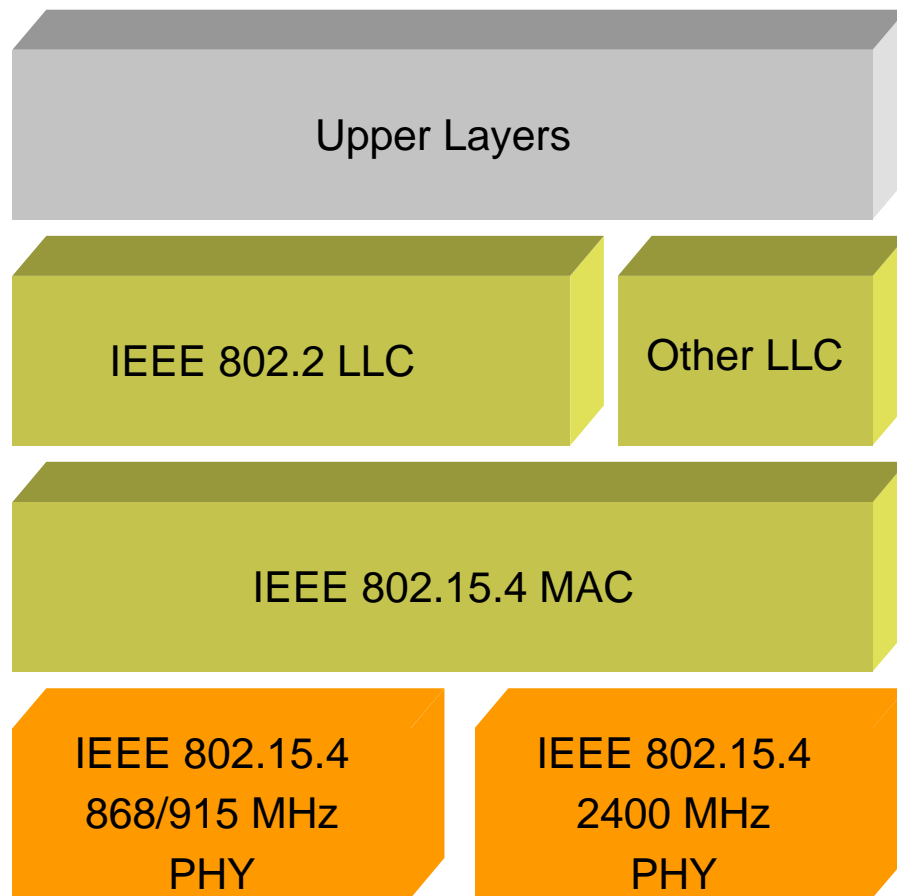 Upper Layers
IEEE 802.2 LLC
Other LLC
IEEE 802.15.4 MAC
IEEE 802.15.4
868/915 MHz
PHY
IEEE 802.15.4
2400 MHz
PHY